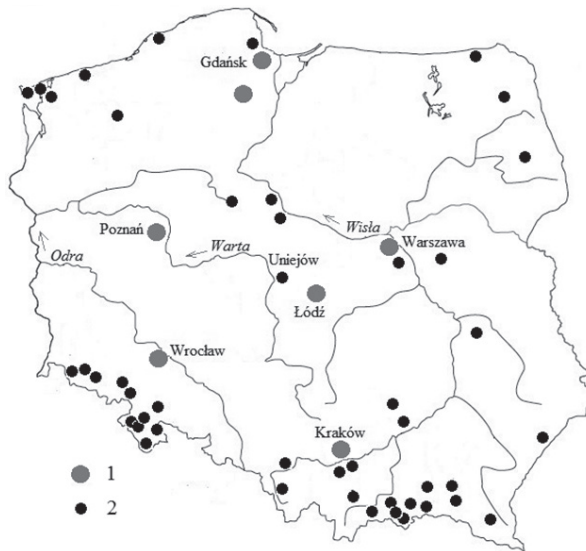 Gdańsk
Wisła
Poznań
Warta
Warszawa
Odra
Uniejów
Łódź
Wrocław
Kraków
1
2